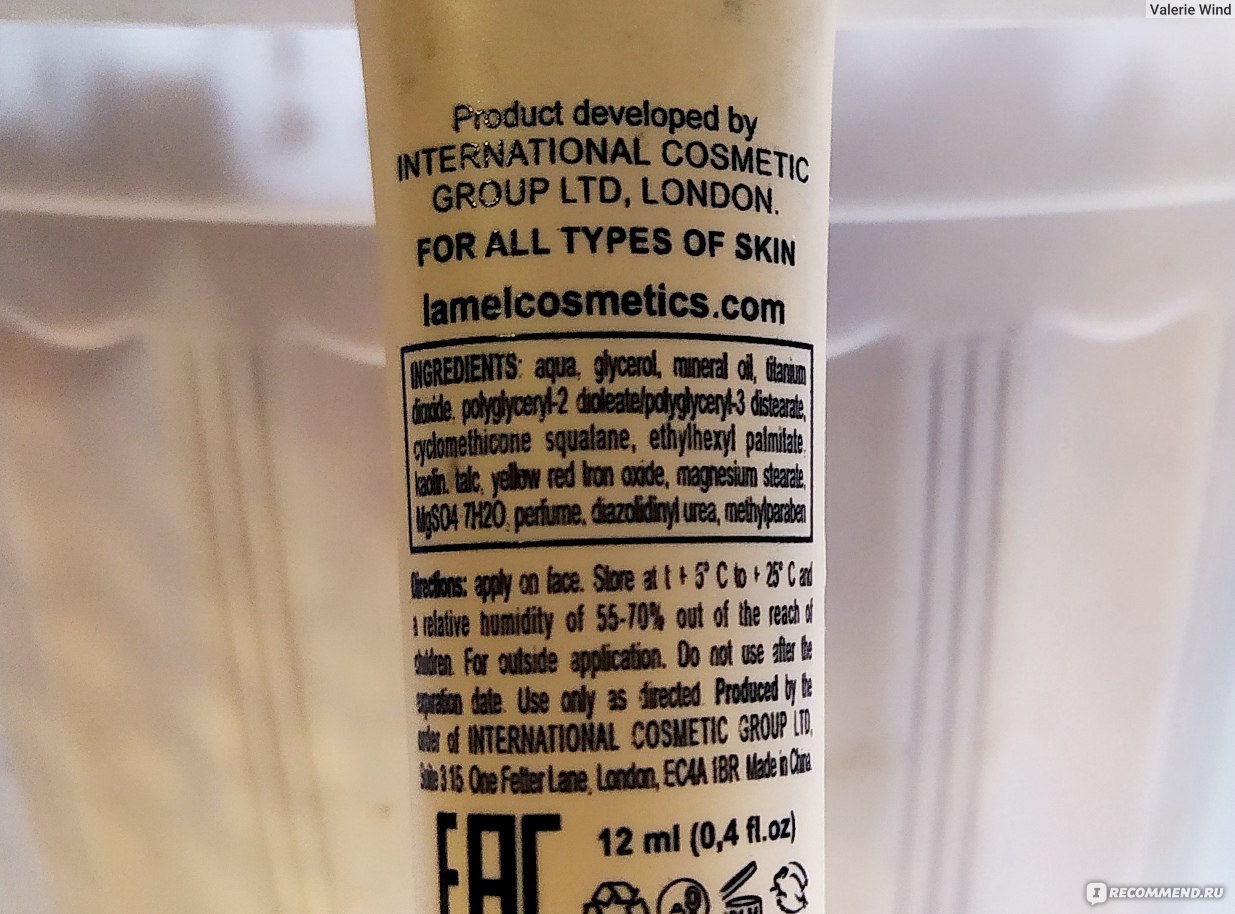 Valerie Wind
Product developed by
INTERNATIONAL COSMETIC
GROUP LTD, LONDON.
FOR ALL TYPES OF SKIN
lamelcosmetics.com
INGREDIENTS: aqua, glycerol, mineral oil, titanium
dioxide, polyglyceryl-2 dioleate/polyglyceryl-3 distearate,
cyclomethicone squalane, ethylhexyl palmitate,
kaolin, talc, yellow red Iron oxide, magnesium stearate,
MgSO4 7H2O, perfume, diazolidinyl urea, methylparaben
Directions: apply on face. Store at t + 5° C to + 25° C and
a relative humidity of 55-70% out of the reach of
children. For outside application. Do not use after the
expiration date. Use only as directed. Produced by the
order of INTERNATIONAL COSMETIC GROUP LTD,
Suite 315. One Fetter Lane, London, EC4A 1BR Made in China
EAC
12 ml (0,4 fl.oz)
IRECOMMEND.RU